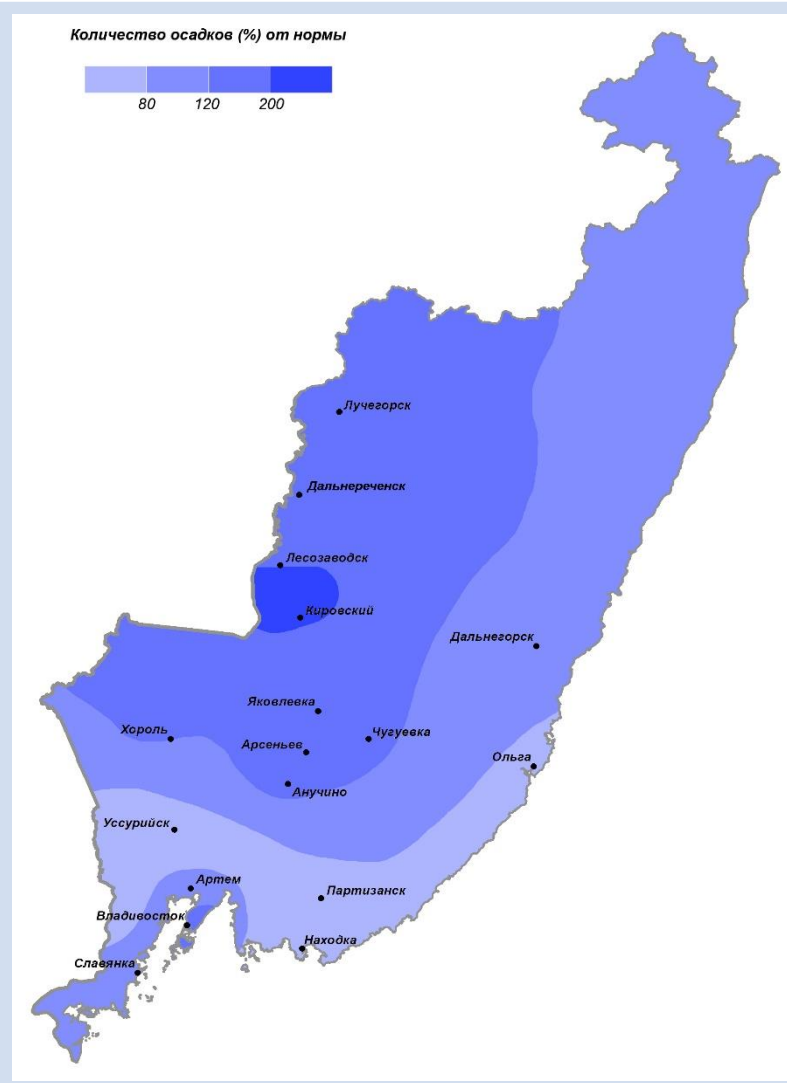 Количество осадков (%) от нормы
80 120 200
Лучегорск
Дальнереченск
Лесозаводск
Кировский
Дальнегорск
Яковлевка
Хороль
Чугуевка
Арсеньев
Ольга
Анучино
Уссурийск
Артем
Партизанск
Владивосток
Находка
Славянка